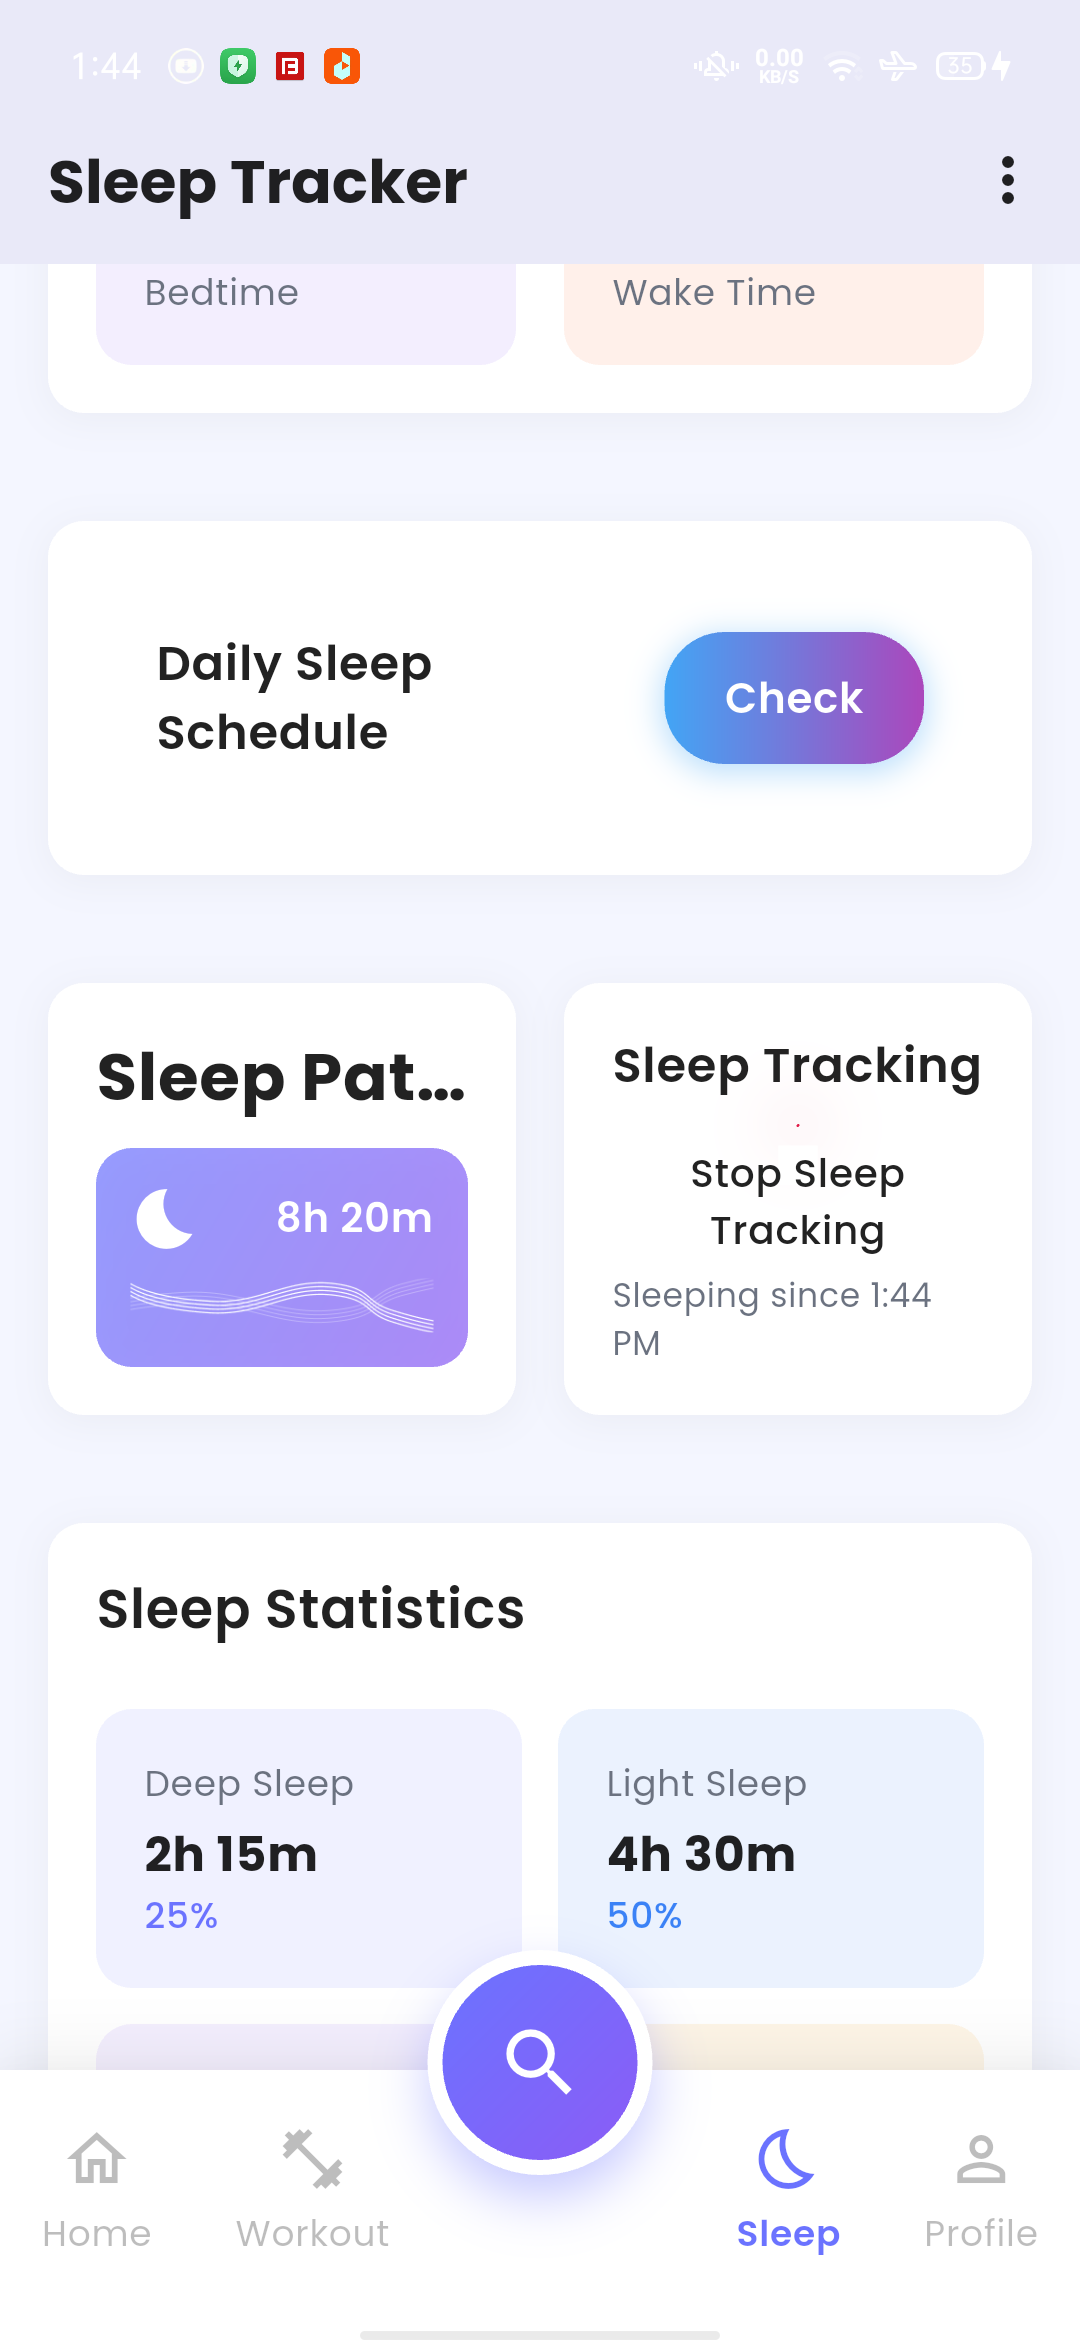 1:44
0.00
KB/S
35
Sleep Tracker
Bedtime
Wake Time
Daily Sleep
Schedule
Check
Sleep Pat...
8h 20m
Sleep Tracking
Stop Sleep
Tracking
Sleeping since 1:44
PM
Sleep Statistics
Deep Sleep
2h 15m
25%
Light Sleep
4h 30m
50%
Home
Workout
Sleep
Profile